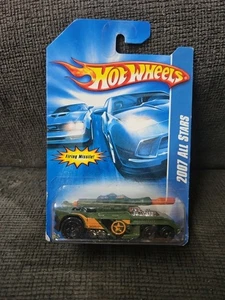 HOT WHEELS
Firing Missile!
2007 ALL STARS